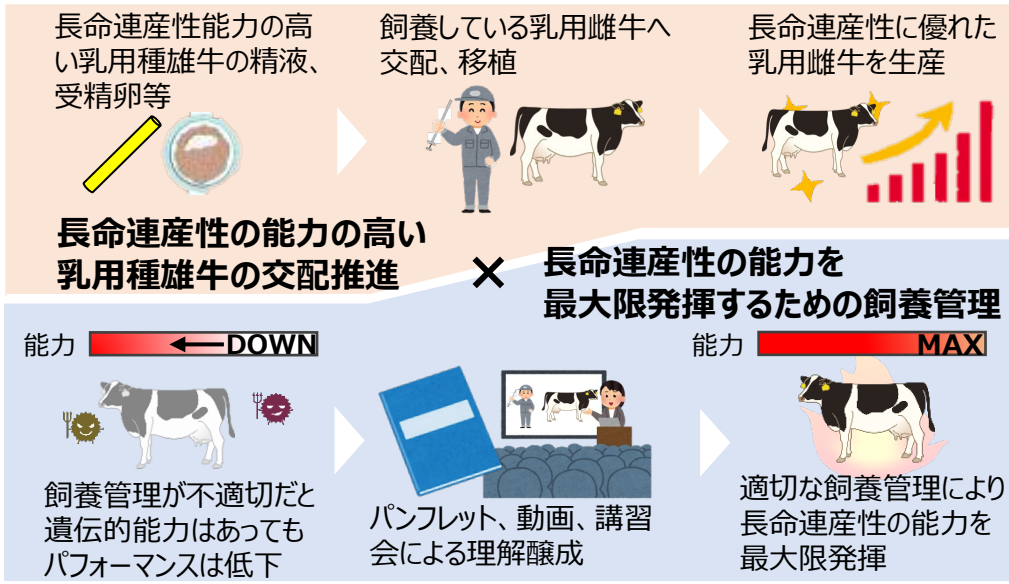 長命連産性能力の高
い乳用種雄牛の精液、
受精卵等
飼養している乳用雌牛へ
交配、移植
長命連産性に優れた
乳用雌牛を生産
長命連産性の能力の高い
乳用種雄牛の交配推進
×
長命連産性の能力を
最大限発揮するための飼養管理
能力
DOWN
飼養管理が不適切だと
遺伝的能力はあっても
パフォーマンスは低下
パンフレット、動画、講習
会による理解醸成
能力
MAX
適切な飼養管理により
長命連産性の能力を
最大限発揮